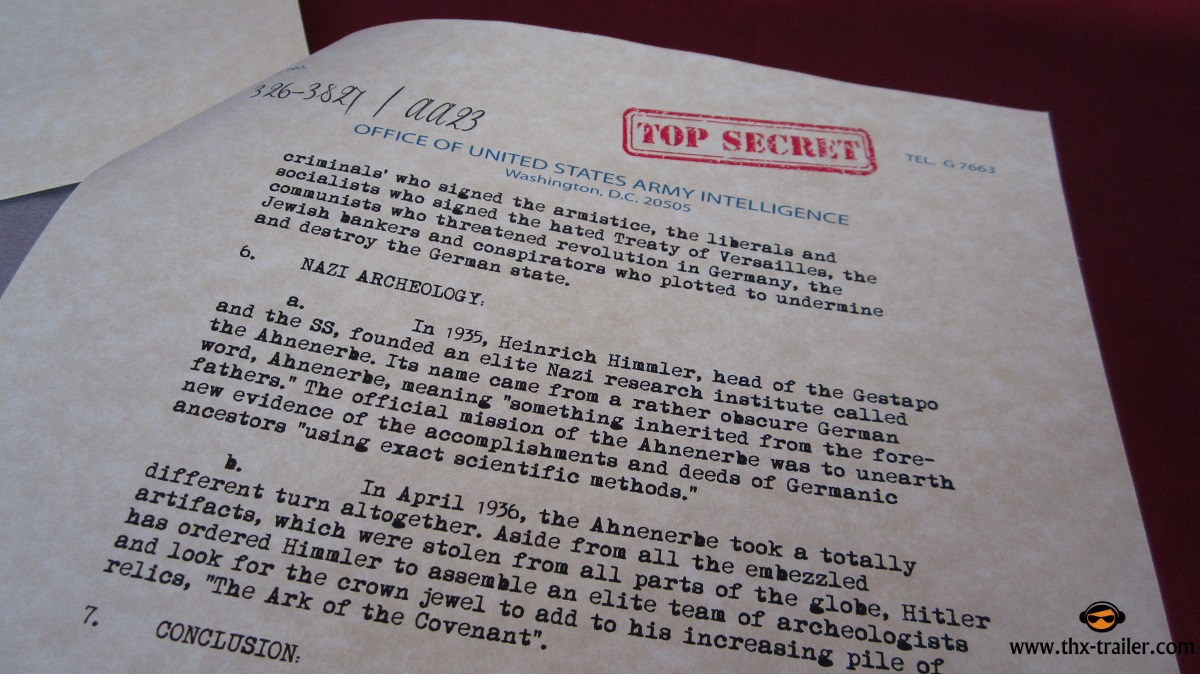 326-3827 / aa23
TOP SECRET
TEL. G 7663
OFFICE OF UNITED STATES ARMY INTELLIGENCE
Washington, D.C. 20505
criminals' who signed the armistice, the liberals and
socialists who signed the hated Treaty of Versailles, the
communists who threatened revolution in Germany, the
Jewish bankers and conspirators who plotted to undermine
and destroy the German state.
6. NAZI ARCHEOLOGY:
a. In 1935, Heinrich Himmler, head of the Gestapo
and the SS, founded an elite Nazi research institute called
the Ahnenerbe. Its name came from a rather obscure German
word, Ahnenerbe, meaning "something inherited from the fore-
fathers." The official mission of the Ahnenerbe was to unearth
new evidence of the accomplishments and deeds of Germanic
ancestors "using exact scientific methods."
b. In April 1936, the Ahnenerbe took a totally
different turn altogether. Aside from all the embezzled
artifacts, which were stolen from all parts of the globe, Hitler
has ordered Himmler to assemble an elite team of archeologists
and look for the crown jewel to add to his increasing pile of
relics, "The Ark of the Covenant".
7. CONCLUSION:
www.thx-trailer.com